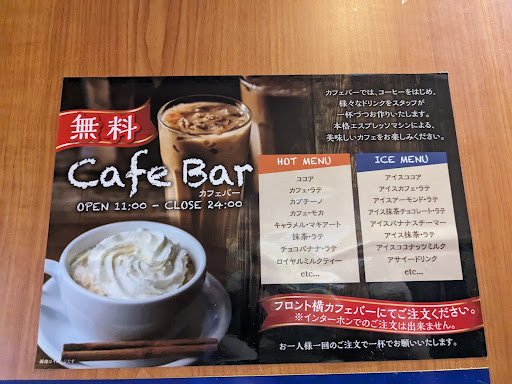 カフェバーでは、コーヒーをはじめ、
様々なドリンクをスタッフが
一杯づつお作りいたします。
本格エスプレッソマシンによる、
美味しいカフェをお楽しみください。
無料
Cafe Bar
カフェバー
OPEN 11:00 - CLOSE 24:00
HOT MENU
ココア
カフェ・ラテ
カプチーノ
カフェ・モカ
キャラメル・マキアート
抹茶・ラテ
チョコバナナ・ラテ
ロイヤルミルクティー
etc...
ICE MENU
アイスココア
アイスカフェ・ラテ
アイスアーモンド・ラテ
アイス抹茶チョコレート・ラテ
アイスバナナスチーマー
アイス抹茶・ラテ
アイスココナッツミルク
アサイードリンク
etc...
フロント横カフェバーにてご注文ください。
※インターホンでのご注文は出来ません。
お一人様一回のご注文で一杯でお願いいたします。